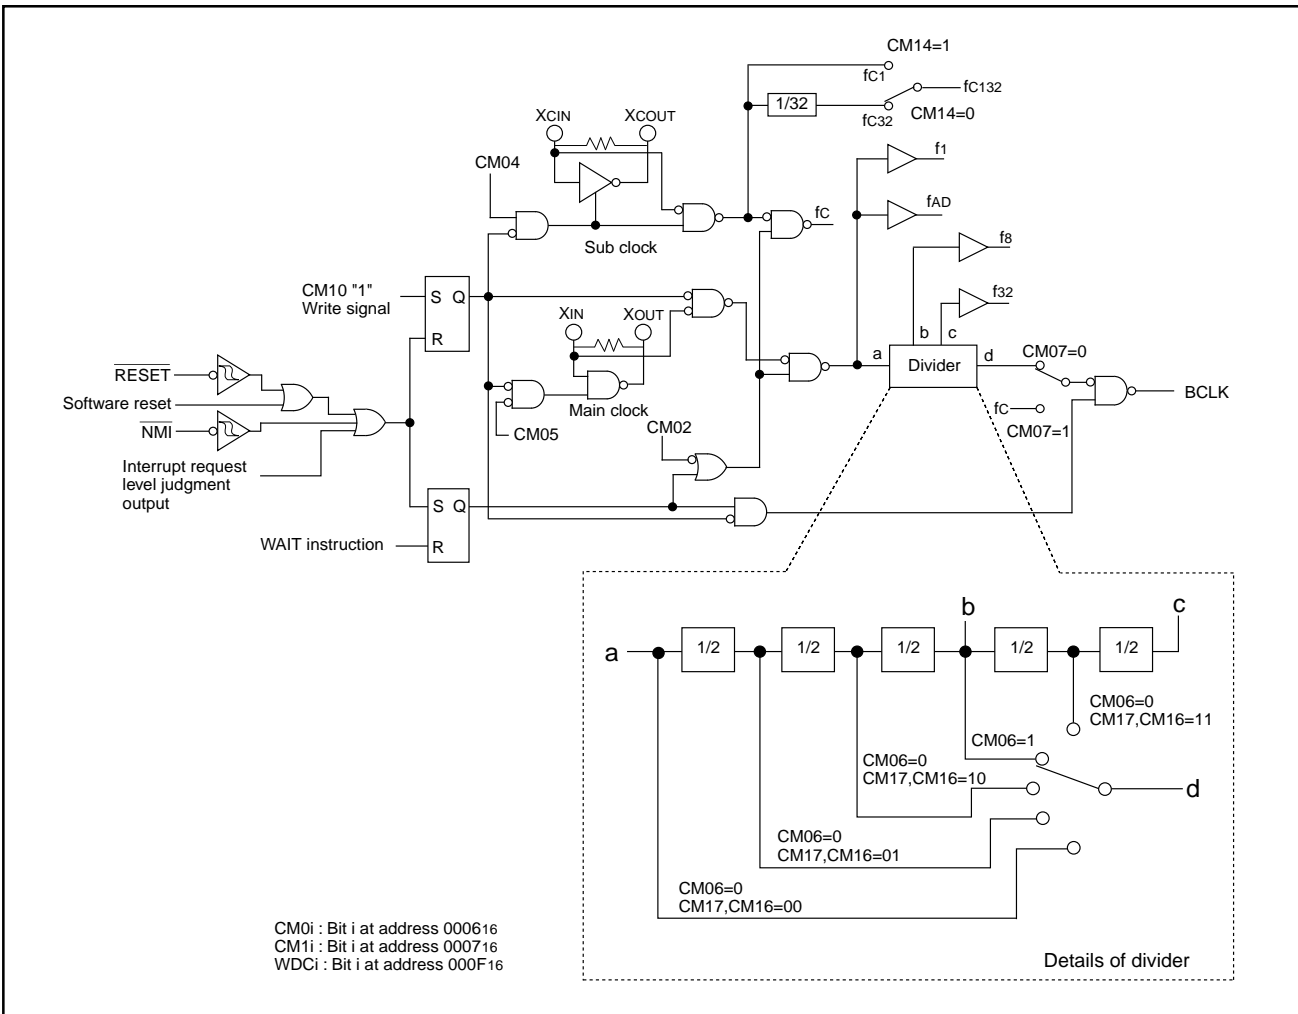 CM14=1
fC1
1/32
fC132
fC32
CM14=0
XCIN
XCOUT
f1
CM04
fAD
fC
Sub clock
f8
CM10 "1"
Write signal
S Q
R
XIN
XOUT
f32
b c
a
Divider
d
CM07=0
RESET
Software reset
NMI
Main clock
fC
CM07=1
BCLK
CM05
CM02
Interrupt request
level judgment
output
S Q
R
WAIT instruction
b
c
a
1/2
1/2
1/2
1/2
1/2
CM06=0
CM17,CM16=11
CM06=1
CM06=0
CM17,CM16=10
d
CM06=0
CM17,CM16=01
CM06=0
CM17,CM16=00
CM0i : Bit i at address 000616
CM1i : Bit i at address 000716
WDCi : Bit i at address 000F16
Details of divider